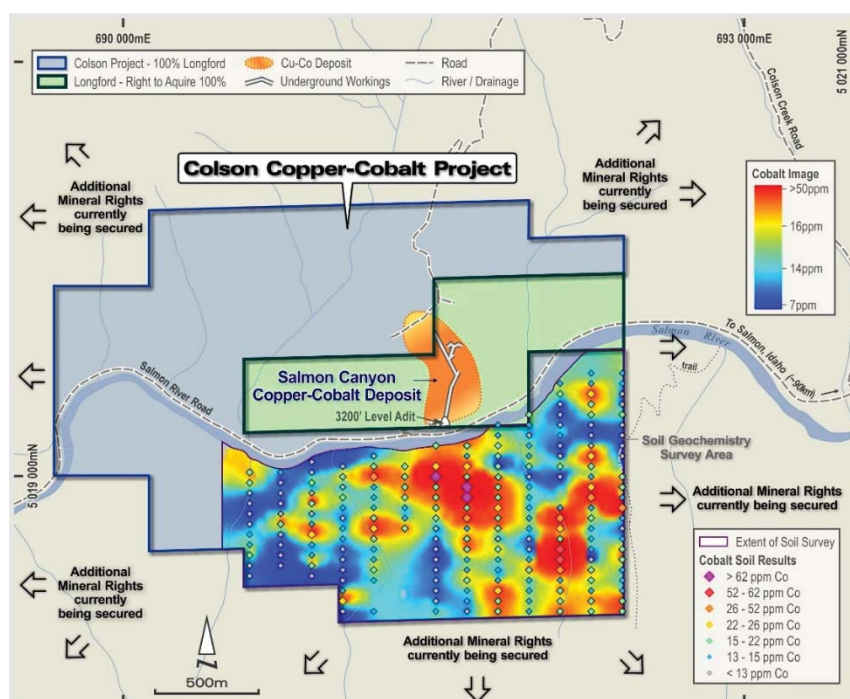 690 000mE
693 000mE
5 021 000mN
Colson Project - 100% Longford
Cu-Co Deposit
Road
Longford - Right to Aquire 100%
Underground Workings
River / Drainage
Colson Creek Road
Colson Copper-Cobalt Project
Additional
Mineral Rights
currently
being secured
Additional
Mineral Rights
currently
being secured
Cobalt Image
>50ppm
16ppm
14ppm
7ppm
Salmon River
To Salmon, Idaho (~90km)
trail
Salmon River Road
Salmon Canyon
Copper-Cobalt Deposit
3200' Level Adit
Soil Geochemistry
Survey Area
5 019 000mN
Additional Mineral Rights
currently being secured
Additional
Mineral Rights
currently
being secured
Extent of Soil Survey
Cobalt Soil Results
> 62 ppm Co
52 - 62 ppm Co
26 - 52 ppm Co
22 - 26 ppm Co
15 - 22 ppm Co
13 - 15 ppm Co
< 13 ppm Co
N
500m
Additional Mineral Rights
currently being secured